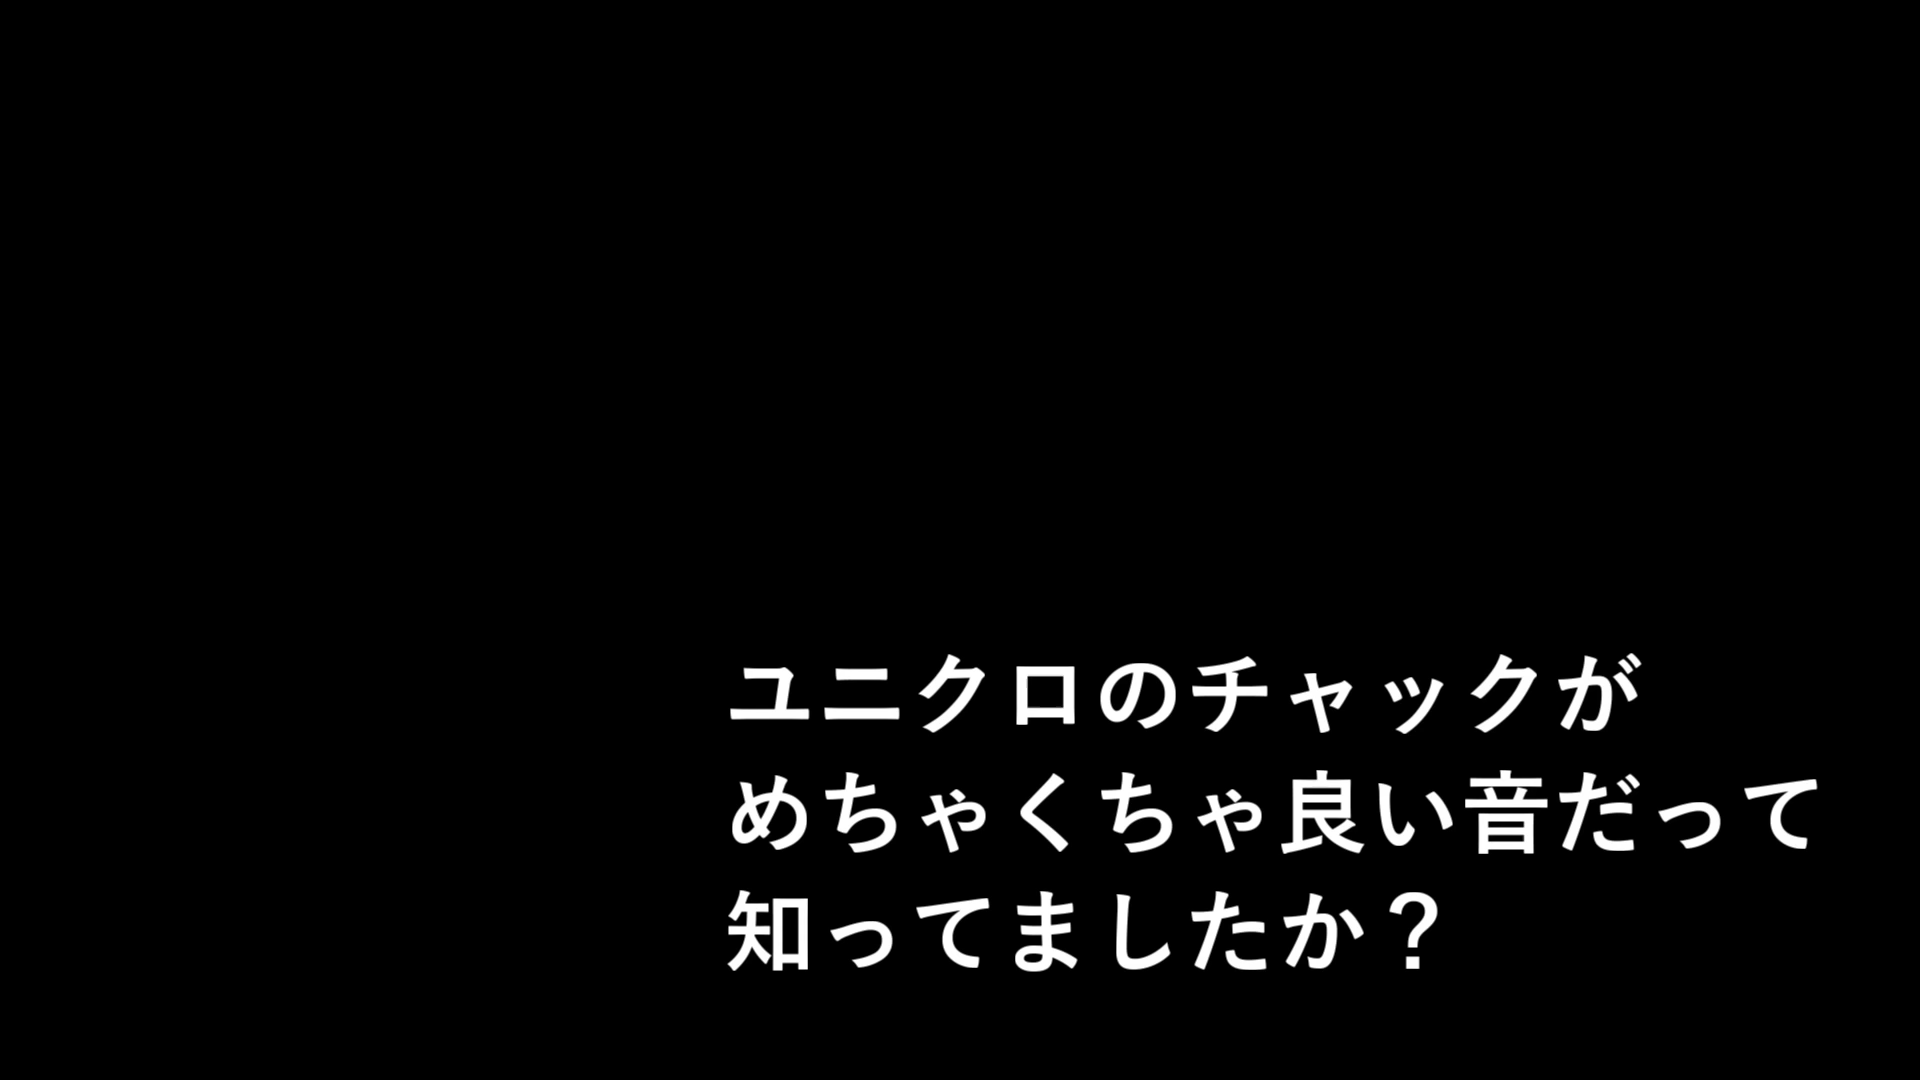 ユニクロのチャックが
めちゃくちゃ良い音だって
知ってましたか？